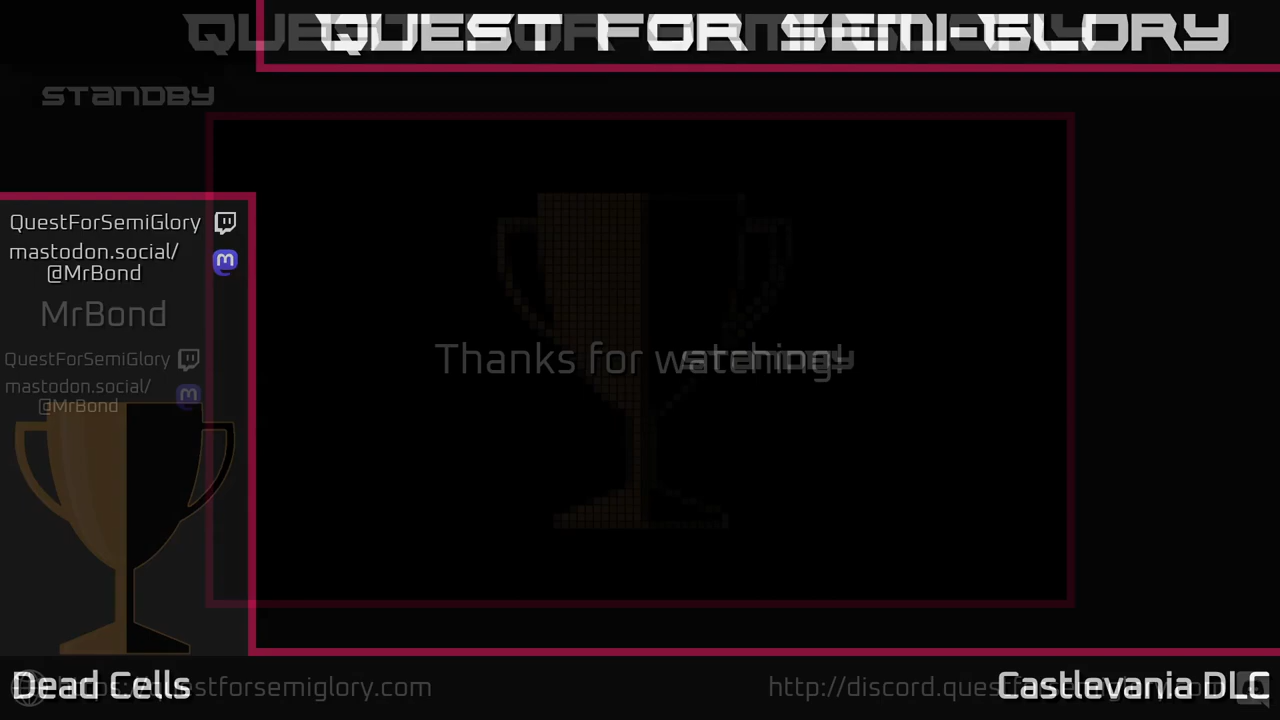 QUEST FOR SEMI-GLORY
STANDBY
QuestForSemiGlory
mastodon.social/
@MrBond
MrBond
QuestForSemiGlory
mastodon.social/
@MrBond
Thanks for watching!
STANDBY
Dead Cells
Castlevania DLC